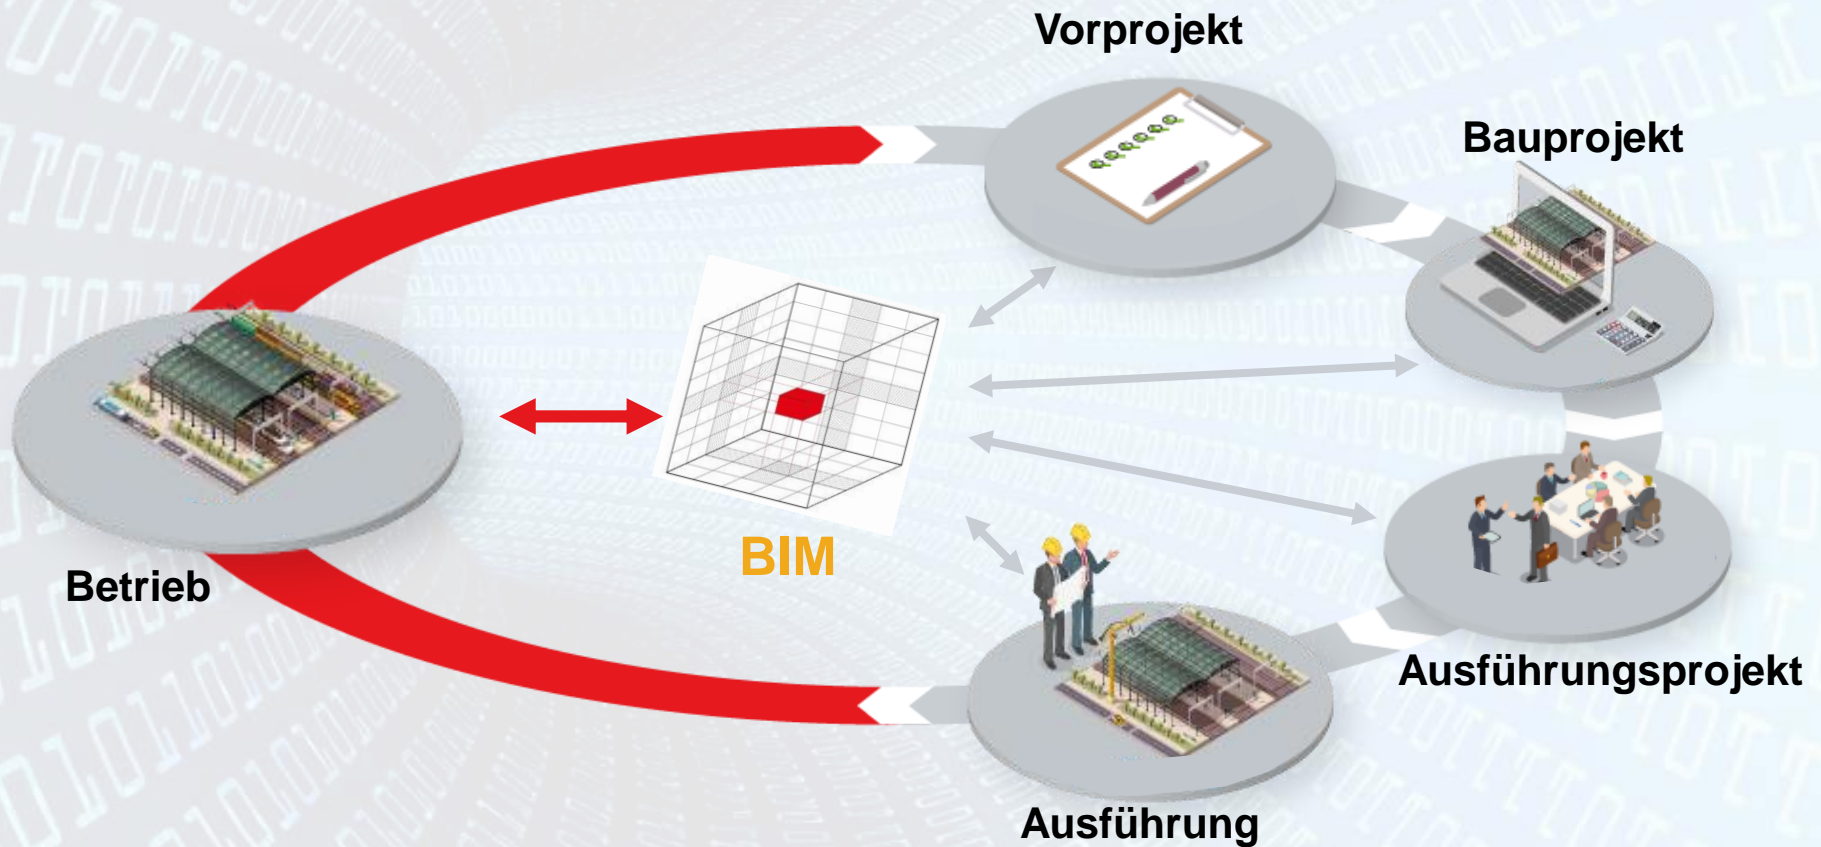 Vorprojekt
Bauprojekt
BIM
Betrieb
Ausführungsprojekt
Ausführung